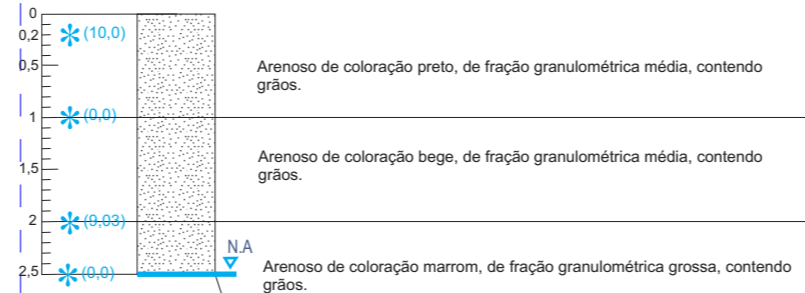 0
0,2 (10,0)
0,5
Arenoso de coloração preto, de fração granulométrica média, contendo
grãos.
1 (0,0)
Arenoso de coloração bege, de fração granulométrica média, contendo
grãos.
1,5
2 (9,03)
N.A
2,5 (0,0)
Arenoso de coloração marrom, de fração granulométrica grossa, contendo
grãos.